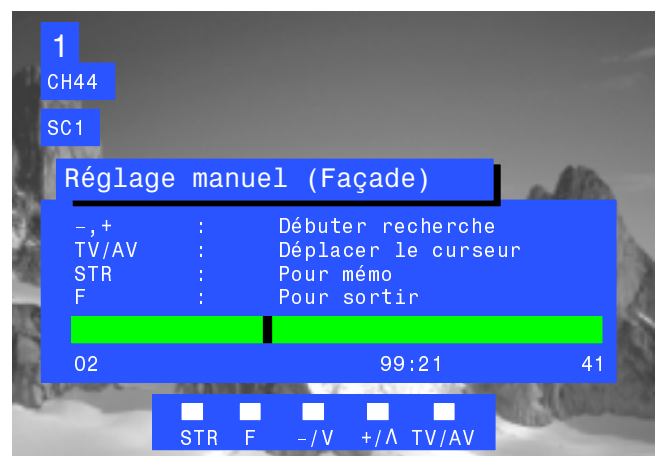 1
CH44
SC1
Réglage manuel (Façade)
−,+ : Débuter recherche
TV/AV : Déplacer le curseur
STR : Pour mémo
F : Pour sortir
02 99:21 41
STR F −/V +/Λ TV/AV